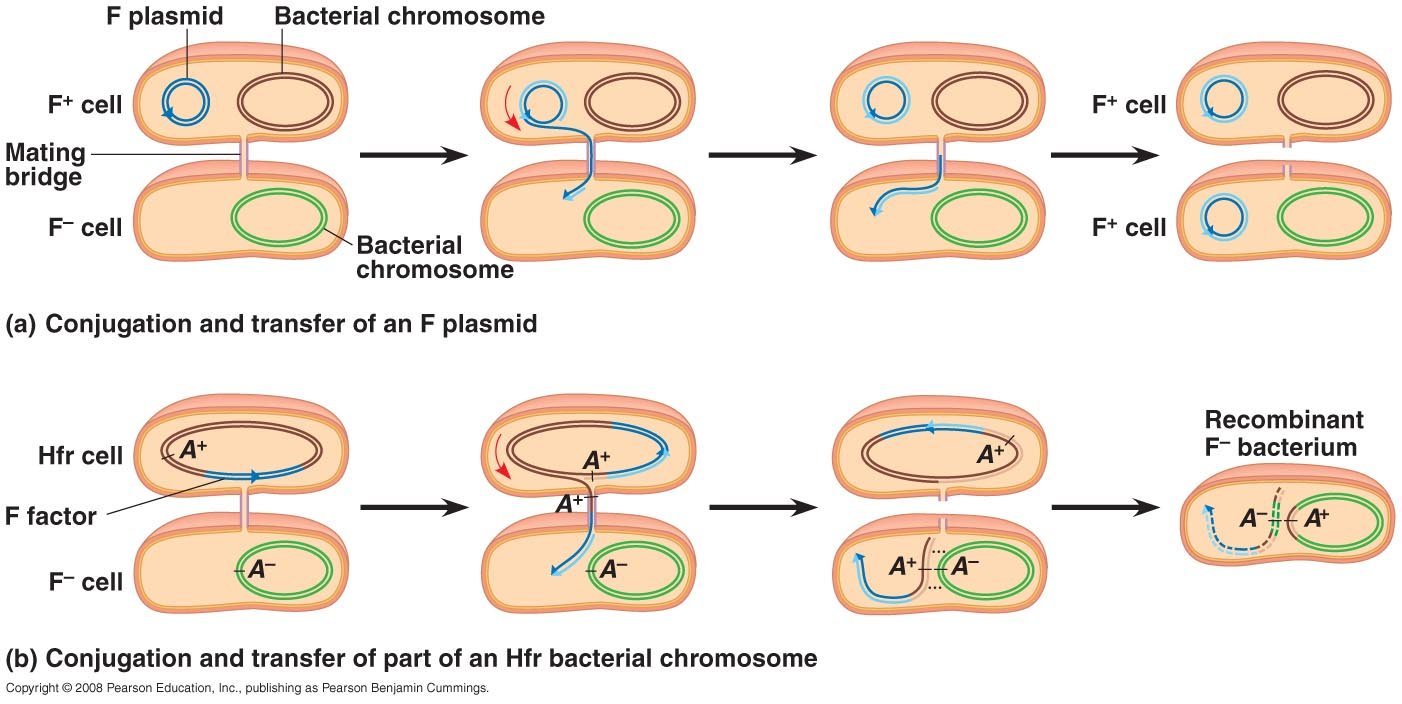 F plasmid
Bacterial chromosome
F⁺ cell
Mating
bridge
F⁻ cell
Bacterial
chromosome
F⁺ cell
F⁺ cell
(a) Conjugation and transfer of an F plasmid
Hfr cell
A⁺
F factor
F⁻ cell
A⁻
A⁺
A⁺
A⁻
A⁺
A⁺
...
A⁻
...
Recombinant
F⁻ bacterium
A⁻
A⁺
(b) Conjugation and transfer of part of an Hfr bacterial chromosome
Copyright © 2008 Pearson Education, Inc., publishing as Pearson Benjamin Cummings.